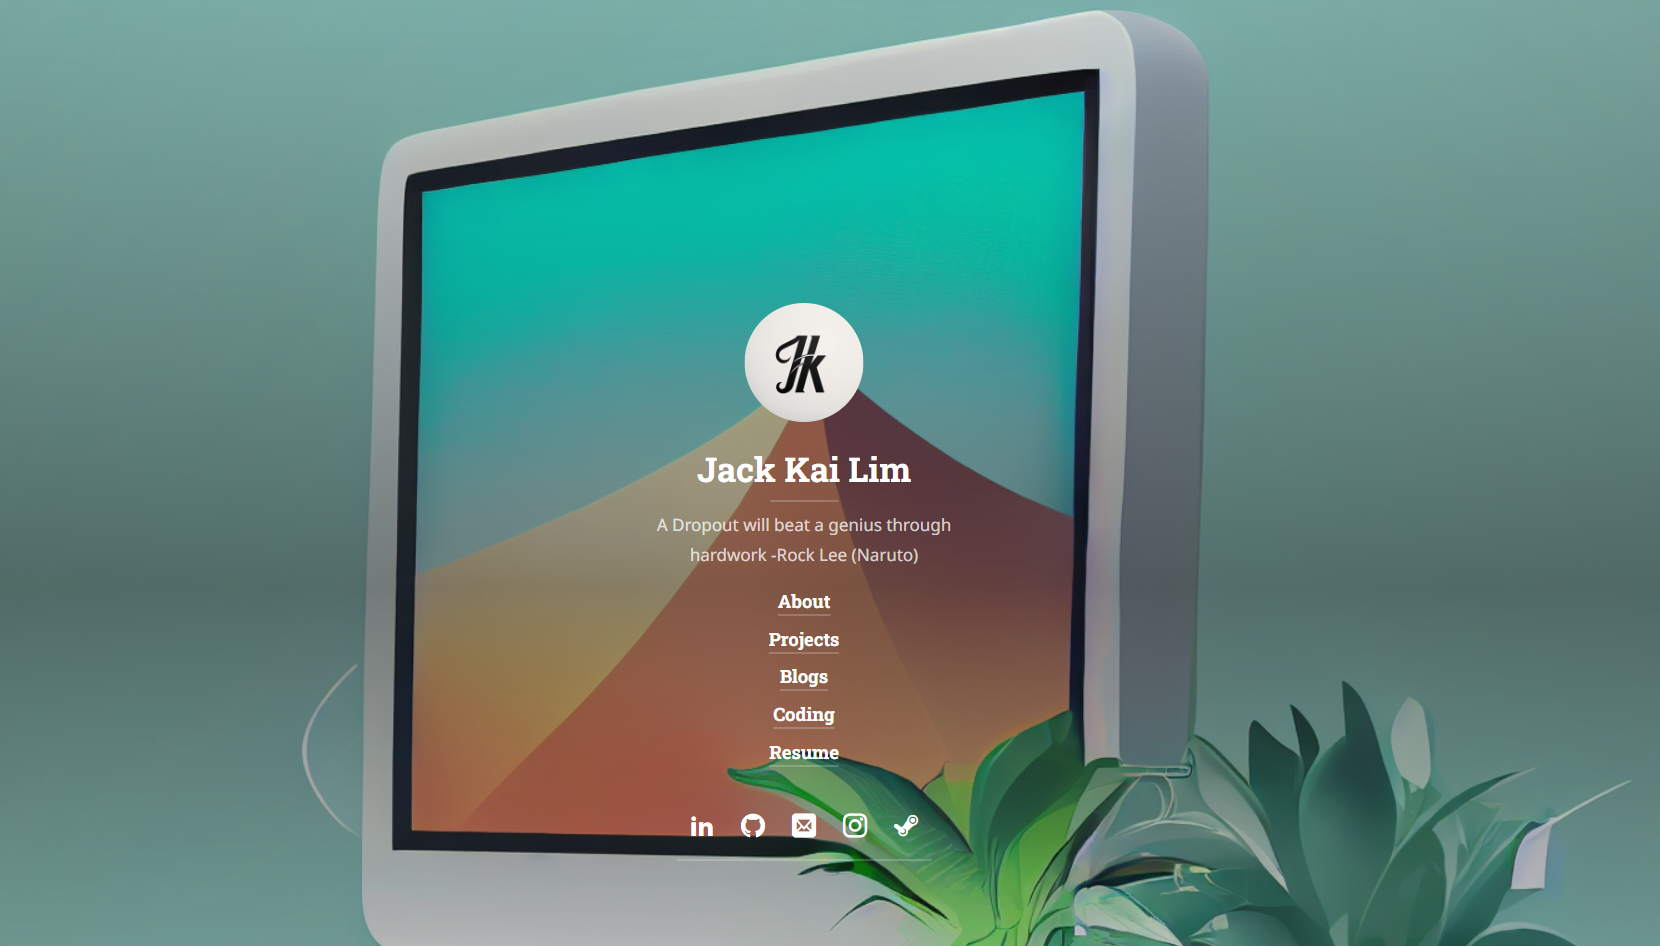 JK
Jack Kai Lim
A Dropout will beat a genius through
hardwork -Rock Lee (Naruto)
About
Projects
Blogs
Coding
Resume
in